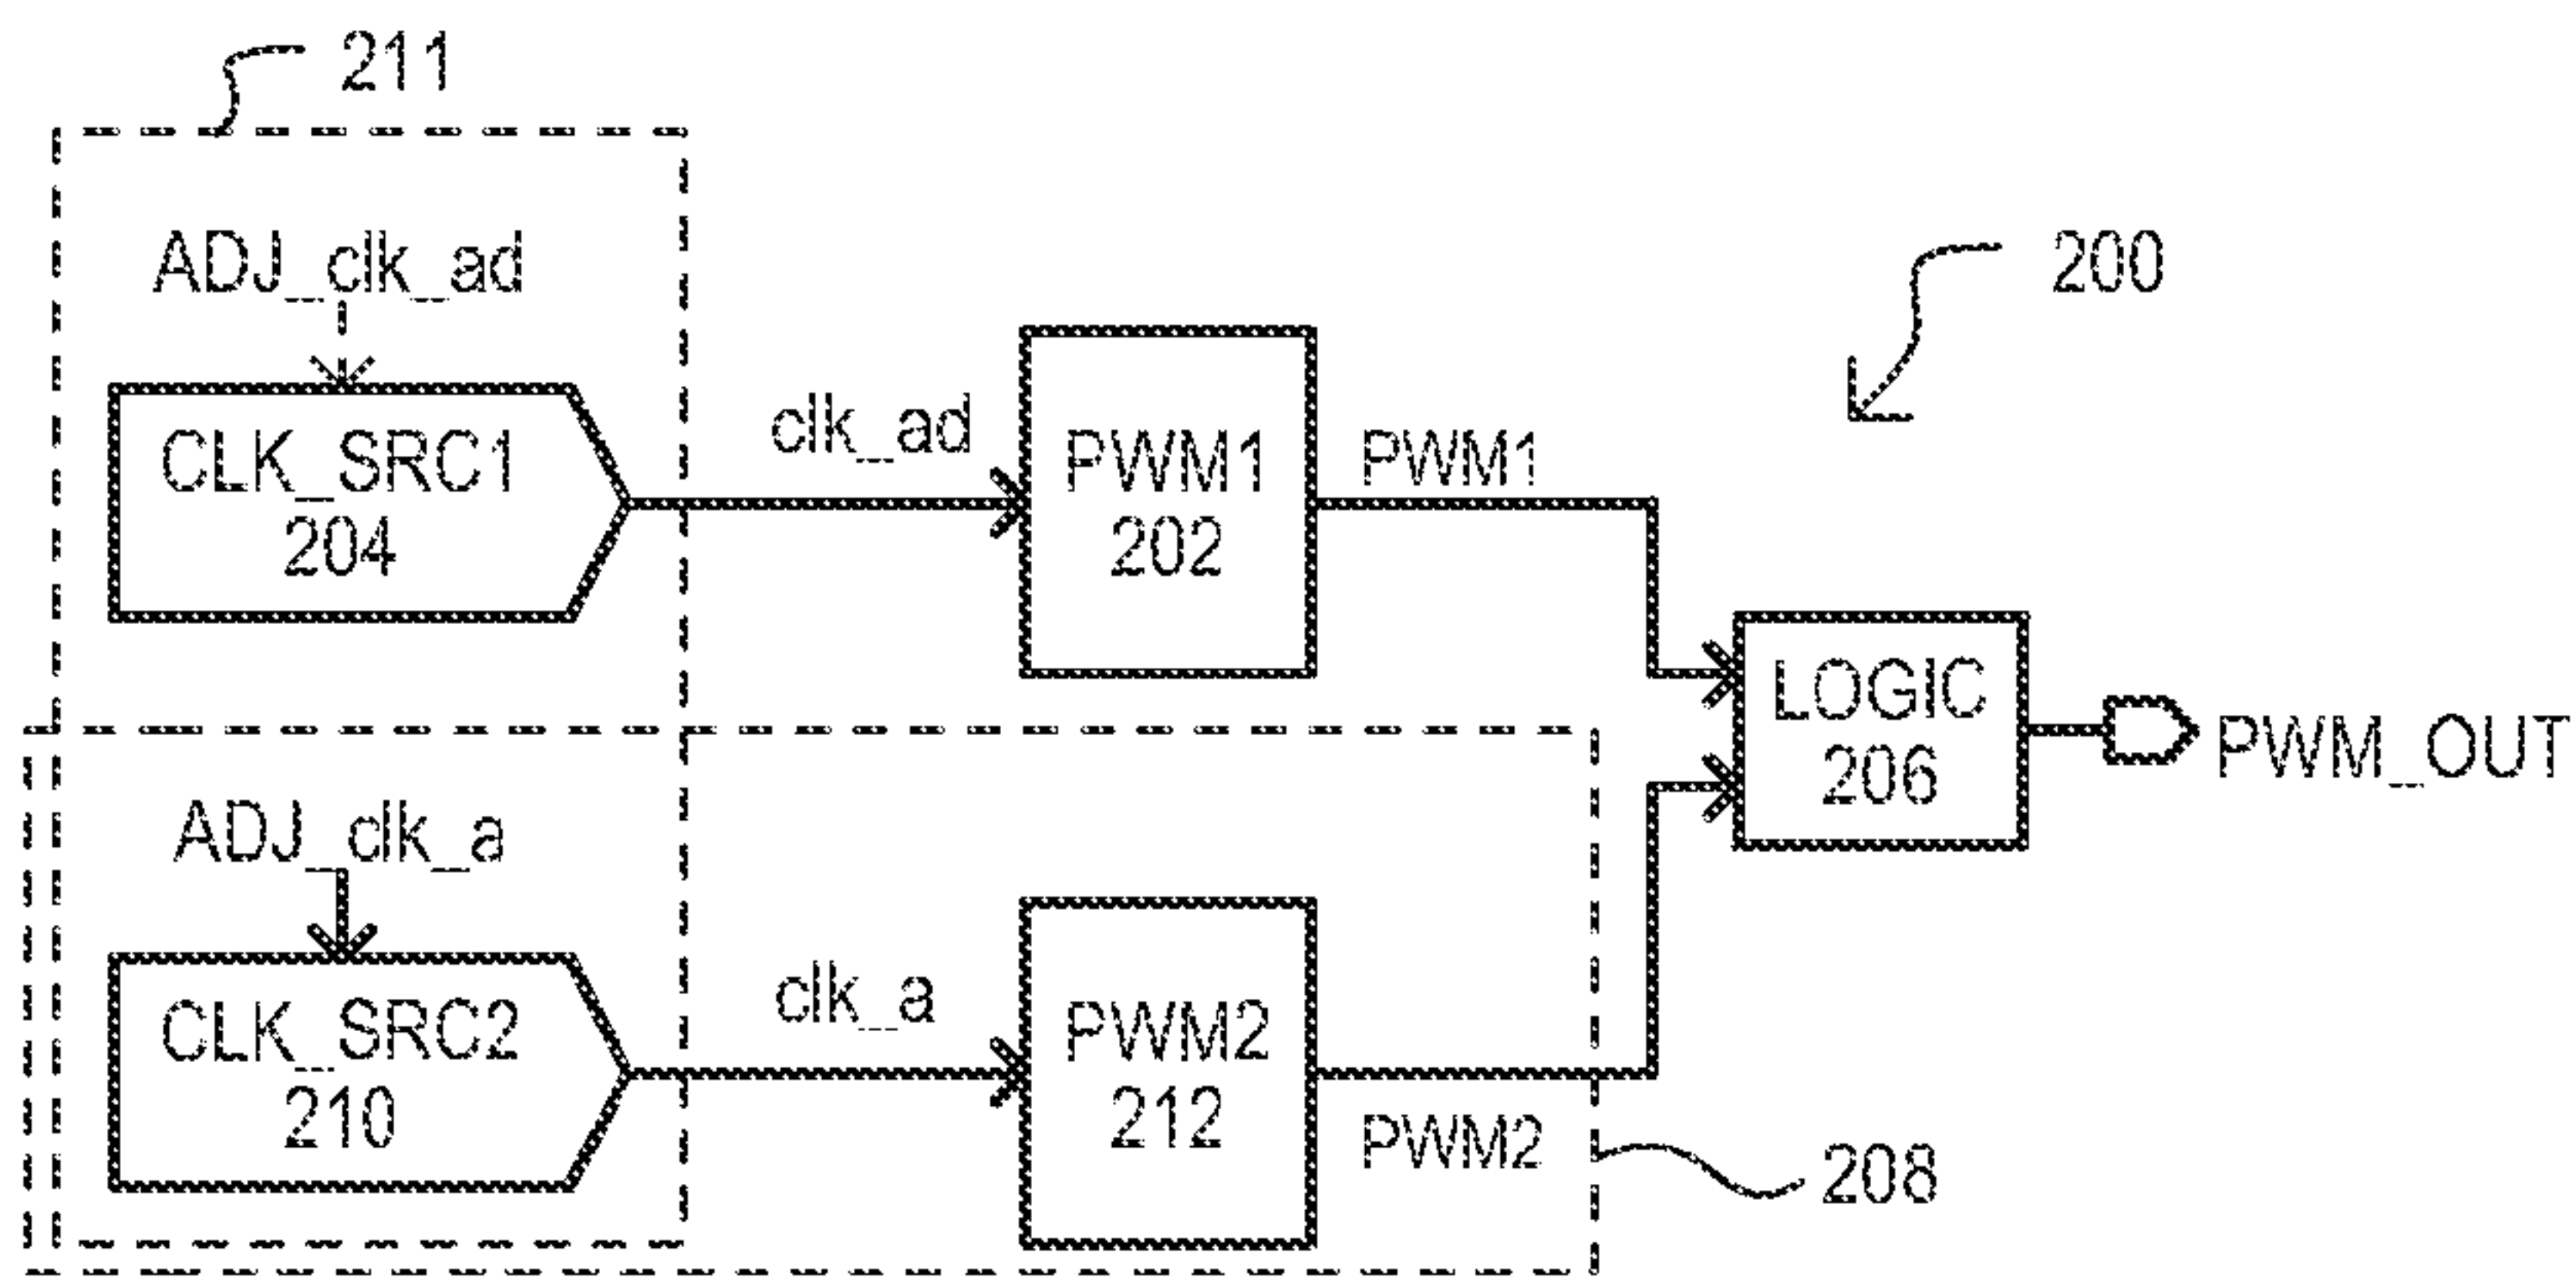 211
ADJ_clk_ad
200
CLK_SRC1
204
clk_ad
PWM1
202
PWM1
LOGIC
206
PWM_OUT
ADJ_clk_a
CLK_SRC2
210
clk_a
PWM2
212
PWM2
208